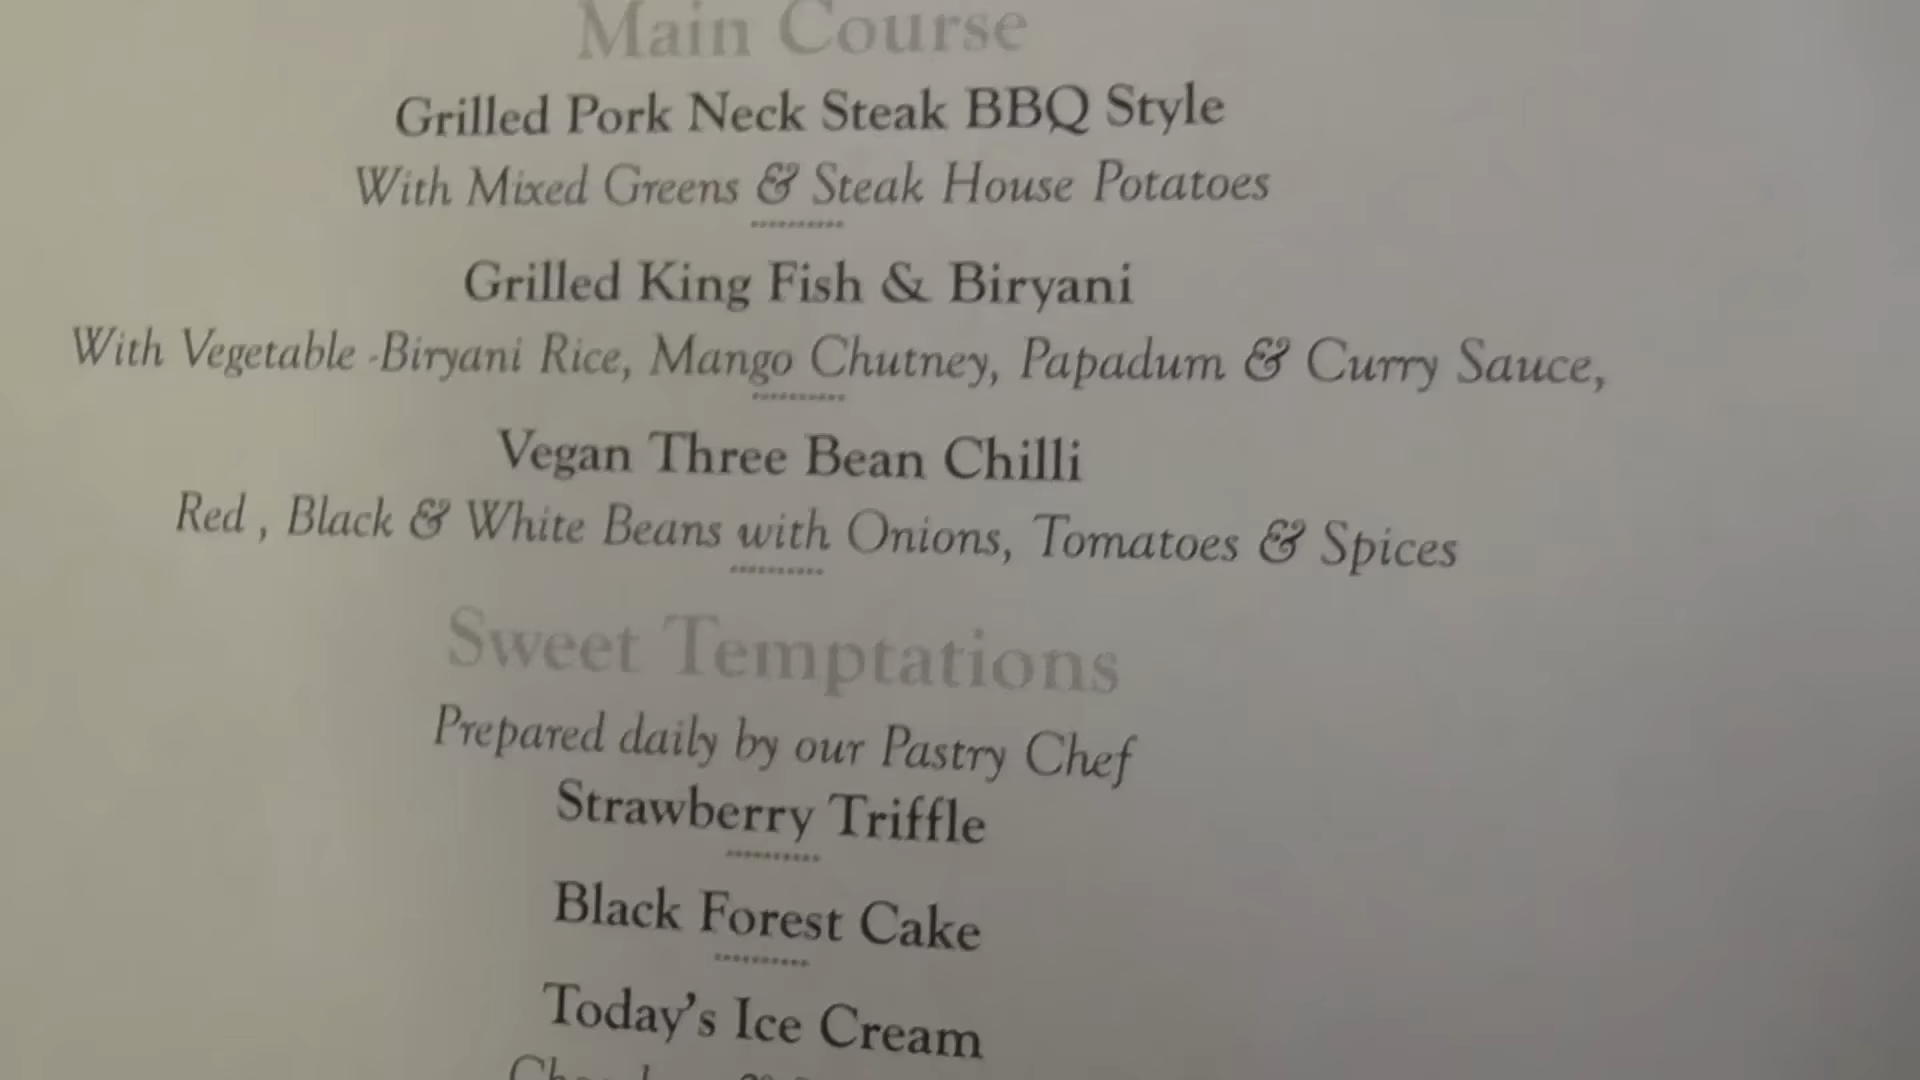 Main Course
Grilled Pork Neck Steak BBQ Style
With Mixed Greens & Steak House Potatoes
Grilled King Fish & Biryani
With Vegetable -Biryani Rice, Mango Chutney, Papadum & Curry Sauce,
Vegan Three Bean Chilli
Red , Black & White Beans with Onions, Tomatoes & Spices
Sweet Temptations
Prepared daily by our Pastry Chef
Strawberry Triffle
Black Forest Cake
Today's Ice Cream